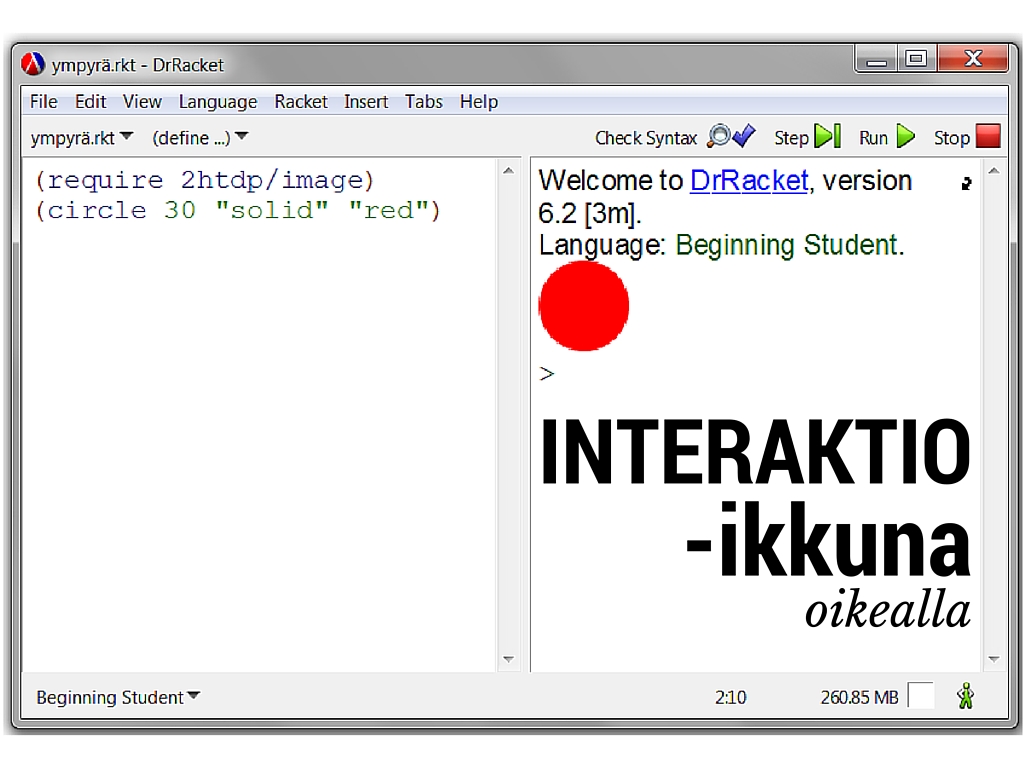 ympyrä.rkt - DrRacket
File Edit View Language Racket Insert Tabs Help
ympyrä.rkt (define ...) Check Syntax Step Run Stop
(require 2htdp/image)
(circle 30 "solid" "red")
Welcome to DrRacket, version
6.2 [3m].
Language: Beginning Student.
>
INTERAKTIO
-ikkuna
oikealla
Beginning Student 2:10 260.85 MB